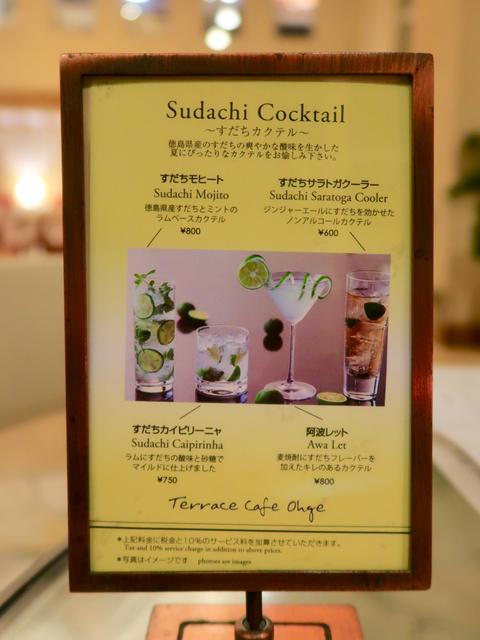 Sudachi Cocktail
〜すだちカクテル〜
徳島県産のすだちの爽やかな酸味を生かした
夏にぴったりなカクテルをお愉しみ下さい。
すだちモヒート
Sudachi Mojito
徳島県産すだちとミントの
ラムベースカクテル
¥800
すだちサラトガクーラー
Sudachi Saratoga Cooler
ジンジャーエールにすだちを効かせた
ノンアルコールカクテル
¥600
すだちカイピリーニャ
Sudachi Caipirinha
ラムにすだちの酸味と砂糖で
マイルドに仕上げました
¥750
阿波レット
Awa Let
麦焼酎にすだちフレーバーを
加えたキレのあるカクテル
¥800
Terrace Cafe Ohge
*上記料金に税金と10%のサービス料を加算させていただきます。
Tax and 10% service charge in addition to above prices.
*写真はイメージです photoes are images